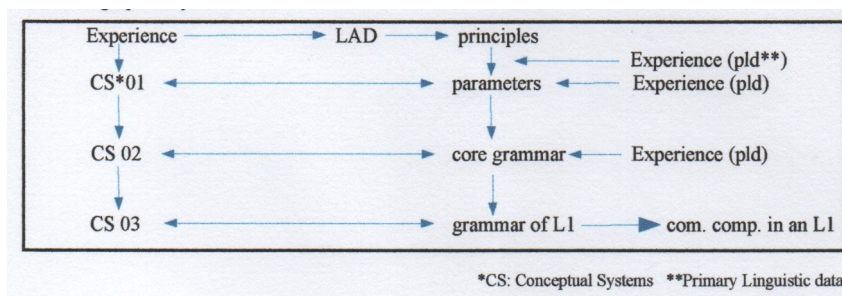 Experience LAD principles
Experience (pld**)
CS*01 parameters Experience (pld)
CS 02 core grammar Experience (pld)
CS 03 grammar of L1 com. comp. in an L1
*CS: Conceptual Systems **Primary Linguistic data